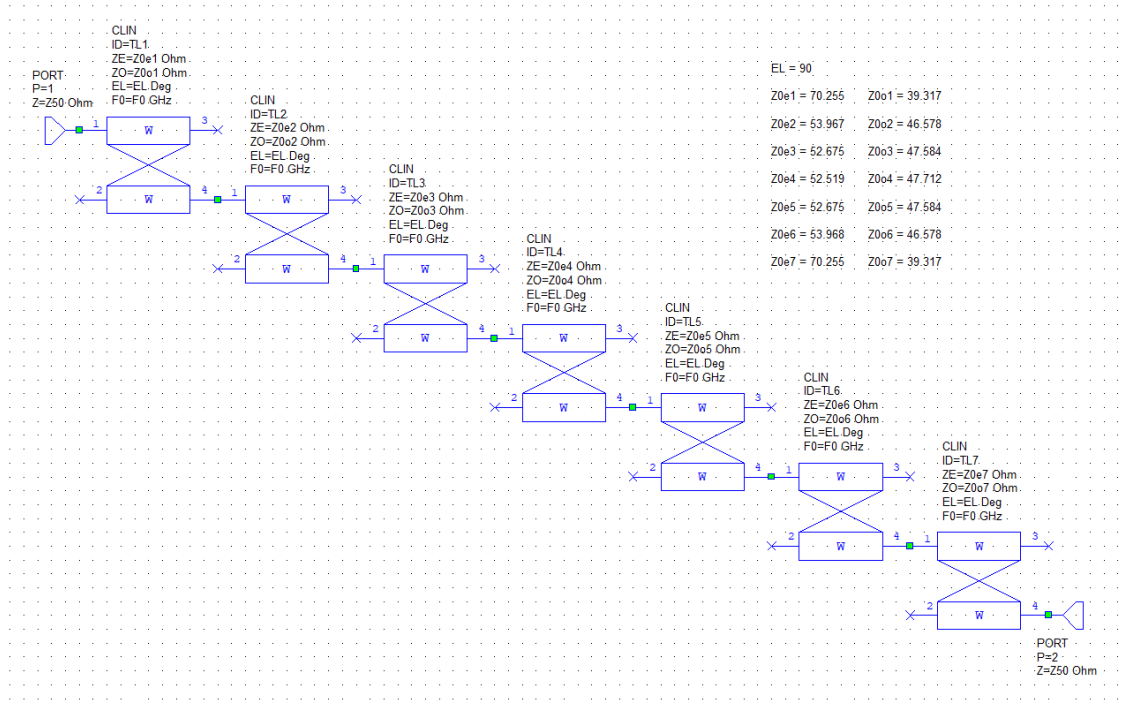 CLIN
ID=TL1
ZE=Z0e1 Ohm
ZO=Z0o1 Ohm
EL=EL Deg
F0=F0 GHz
PORT
P=1
Z=Z50 Ohm
1
W
3
2
W
4
CLIN
ID=TL2
ZE=Z0e2 Ohm
ZO=Z0o2 Ohm
EL=EL Deg
F0=F0 GHz
1
W
3
2
W
4
CLIN
ID=TL3
ZE=Z0e3 Ohm
ZO=Z0o3 Ohm
EL=EL Deg
F0=F0 GHz
1
W
3
2
W
4
CLIN
ID=TL4
ZE=Z0e4 Ohm
ZO=Z0o4 Ohm
EL=EL Deg
F0=F0 GHz
1
W
3
2
W
4
CLIN
ID=TL5
ZE=Z0e5 Ohm
ZO=Z0o5 Ohm
EL=EL Deg
F0=F0 GHz
1
W
3
2
W
4
CLIN
ID=TL6
ZE=Z0e6 Ohm
ZO=Z0o6 Ohm
EL=EL Deg
F0=F0 GHz
1
W
3
2
W
4
CLIN
ID=TL7
ZE=Z0e7 Ohm
ZO=Z0o7 Ohm
EL=EL Deg
F0=F0 GHz
1
W
3
2
W
4
PORT
P=2
Z=Z50 Ohm
EL = 90
Z0e1 = 70.255 Z0o1 = 39.317
Z0e2 = 53.967 Z0o2 = 46.578
Z0e3 = 52.675 Z0o3 = 47.584
Z0e4 = 52.519 Z0o4 = 47.712
Z0e5 = 52.675 Z0o5 = 47.584
Z0e6 = 53.968 Z0o6 = 46.578
Z0e7 = 70.255 Z0o7 = 39.317